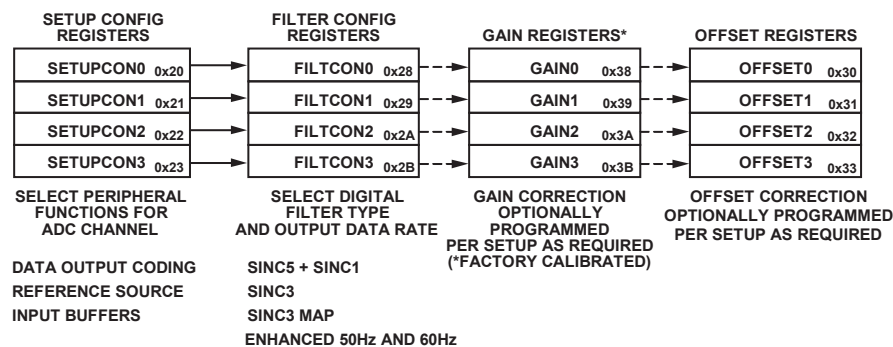 SETUP CONFIG
REGISTERS
FILTER CONFIG
REGISTERS
GAIN REGISTERS*
OFFSET REGISTERS
SETUPCON0 0x20
FILTCON0 0x28
GAIN0 0x38
OFFSET0 0x30
SETUPCON1 0x21
FILTCON1 0x29
GAIN1 0x39
OFFSET1 0x31
SETUPCON2 0x22
FILTCON2 0x2A
GAIN2 0x3A
OFFSET2 0x32
SETUPCON3 0x23
FILTCON3 0x2B
GAIN3 0x3B
OFFSET3 0x33
SELECT PERIPHERAL
FUNCTIONS FOR
ADC CHANNEL
SELECT DIGITAL
FILTER TYPE
AND OUTPUT DATA RATE
GAIN CORRECTION
OPTIONALLY
PROGRAMMED
PER SETUP AS REQUIRED
(*FACTORY CALIBRATED)
OFFSET CORRECTION
OPTIONALLY PROGRAMMED
PER SETUP AS REQUIRED
DATA OUTPUT CODING
REFERENCE SOURCE
INPUT BUFFERS
SINC5 + SINC1
SINC3
SINC3 MAP
ENHANCED 50Hz AND 60Hz